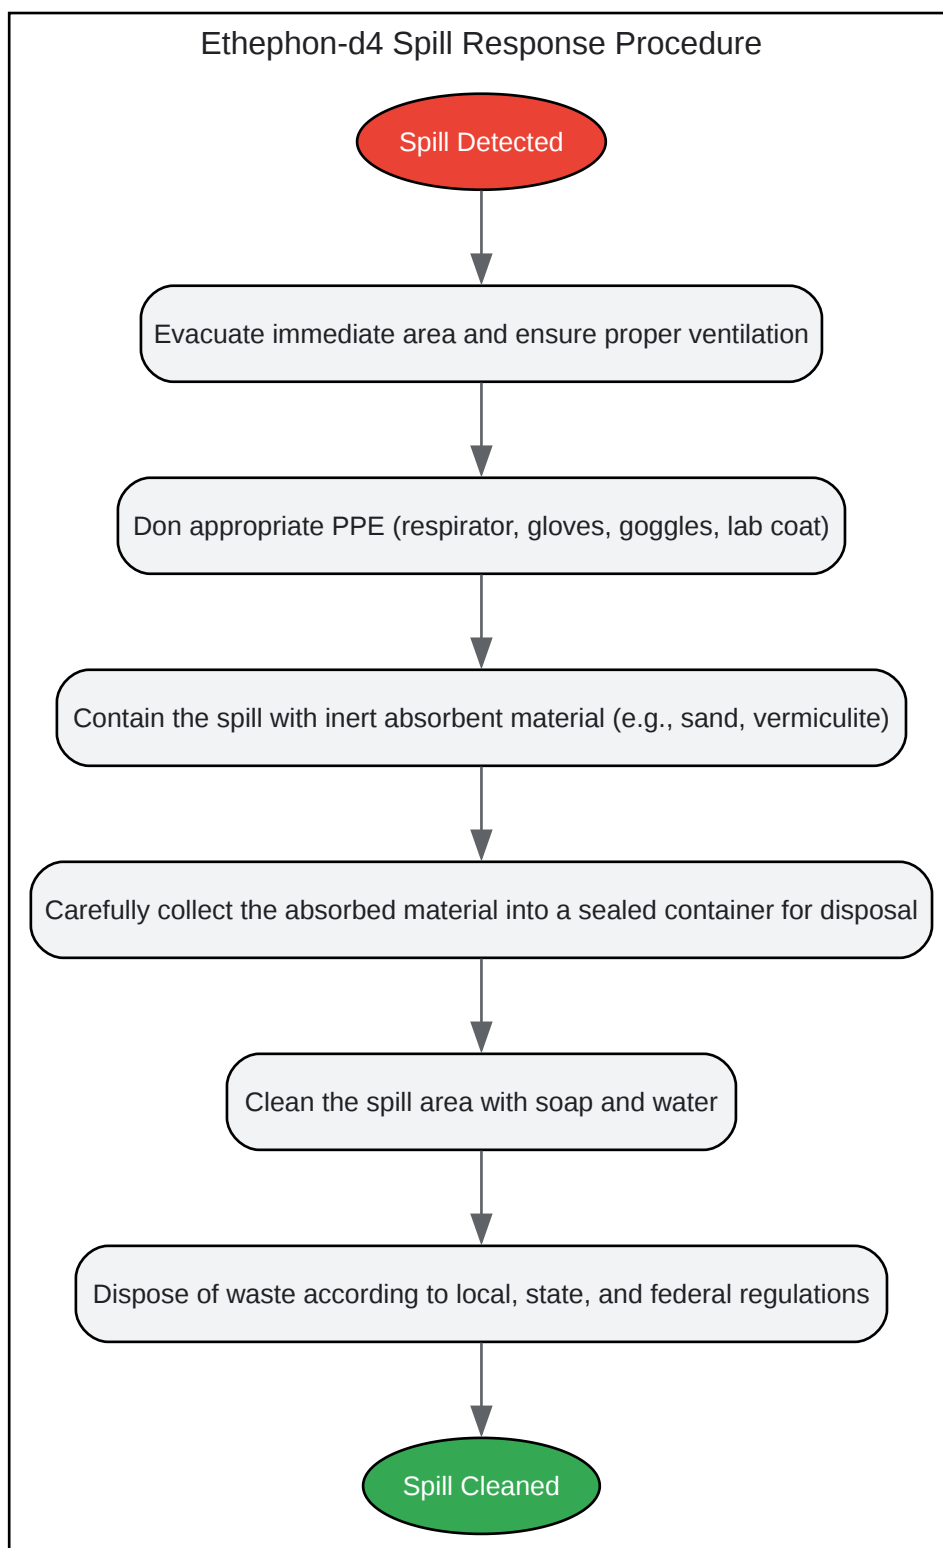 Ethephon-d4 Spill Response Procedure
Spill Detected
Evacuate immediate area and ensure proper ventilation
Don appropriate PPE (respirator, gloves, goggles, lab coat)
Contain the spill with inert absorbent material (e.g., sand, vermiculite)
Carefully collect the absorbed material into a sealed container for disposal
Clean the spill area with soap and water
Dispose of waste according to local, state, and federal regulations
Spill Cleaned